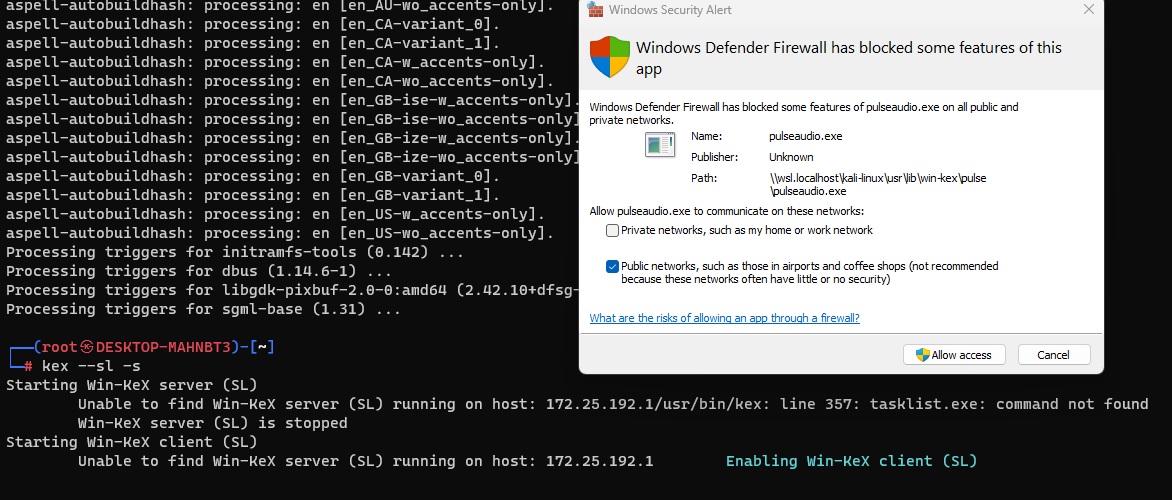 aspell-autobuildhash: processing: en [en_AU-wo_accents-only].
aspell-autobuildhash: processing: en [en_CA-variant_0].
aspell-autobuildhash: processing: en [en_CA-variant_1].
aspell-autobuildhash: processing: en [en_CA-w_accents-only].
aspell-autobuildhash: processing: en [en_CA-wo_accents-only].
aspell-autobuildhash: processing: en [en_GB-ise-w_accents-only].
aspell-autobuildhash: processing: en [en_GB-ise-wo_accents-only]
aspell-autobuildhash: processing: en [en_GB-ize-w_accents-only].
aspell-autobuildhash: processing: en [en_GB-ize-wo_accents-only]
aspell-autobuildhash: processing: en [en_GB-variant_0].
aspell-autobuildhash: processing: en [en_GB-variant_1].
aspell-autobuildhash: processing: en [en_US-w_accents-only].
aspell-autobuildhash: processing: en [en_US-wo_accents-only].
Processing triggers for initramfs-tools (0.142) ...
Processing triggers for dbus (1.14.6-1) ...
Processing triggers for libgdk-pixbuf-2.0-0:amd64 (2.42.10+dfsg-
Processing triggers for sgml-base (1.31) ...
┌──(root㉿DESKTOP-MAHNBT3)-[~]
└─# kex --sl -s
Starting Win-KeX server (SL)
Unable to find Win-KeX server (SL) running on host: 172.25.192.1/usr/bin/kex: line 357: tasklist.exe: command not found
Win-KeX server (SL) is stopped
Starting Win-KeX client (SL)
Unable to find Win-KeX server (SL) running on host: 172.25.192.1 Enabling Win-KeX client (SL)
Windows Security Alert
Windows Defender Firewall has blocked some features of this
app
Windows Defender Firewall has blocked some features of pulseaudio.exe on all public and
private networks.
Name: pulseaudio.exe
Publisher: Unknown
Path: \\wsl.localhost\kali-linux\usr\lib\win-kex\pulse
\pulseaudio.exe
Allow pulseaudio.exe to communicate on these networks:
Private networks, such as my home or work network
Public networks, such as those in airports and coffee shops (not recommended
because these networks often have little or no security)
What are the risks of allowing an app through a firewall?
Allow access
Cancel